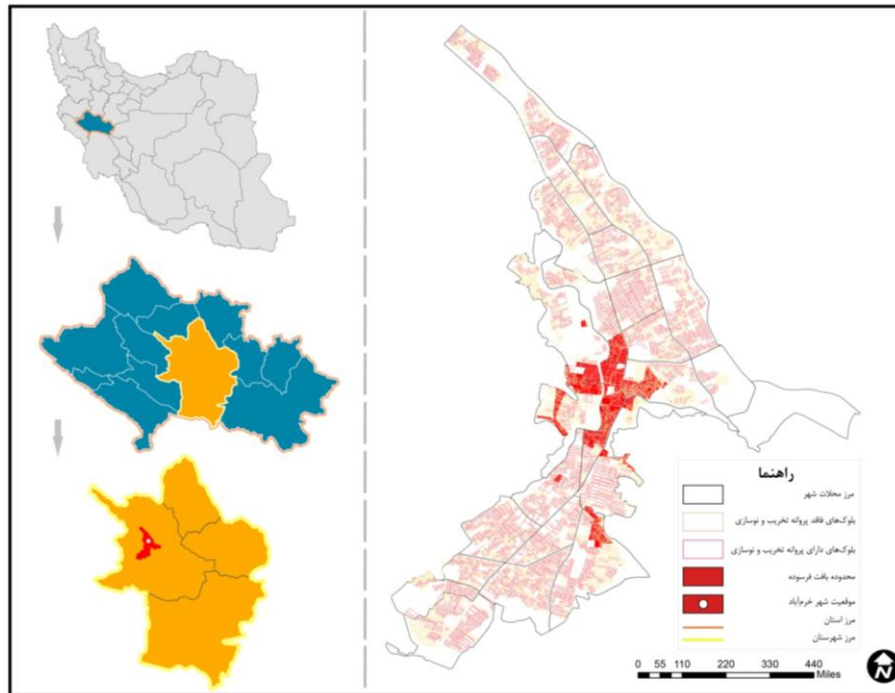 راهنما
مرز محلات شهر
بلوک‌های فاقد پروانه تخریب و نوسازی
بلوک‌های دارای پروانه تخریب و نوسازی
محدوده بافت فرسوده
موقعیت شهر خرم‌آباد
مرز استان
مرز شهرستان
0 55 110 220 330 440
Miles
N